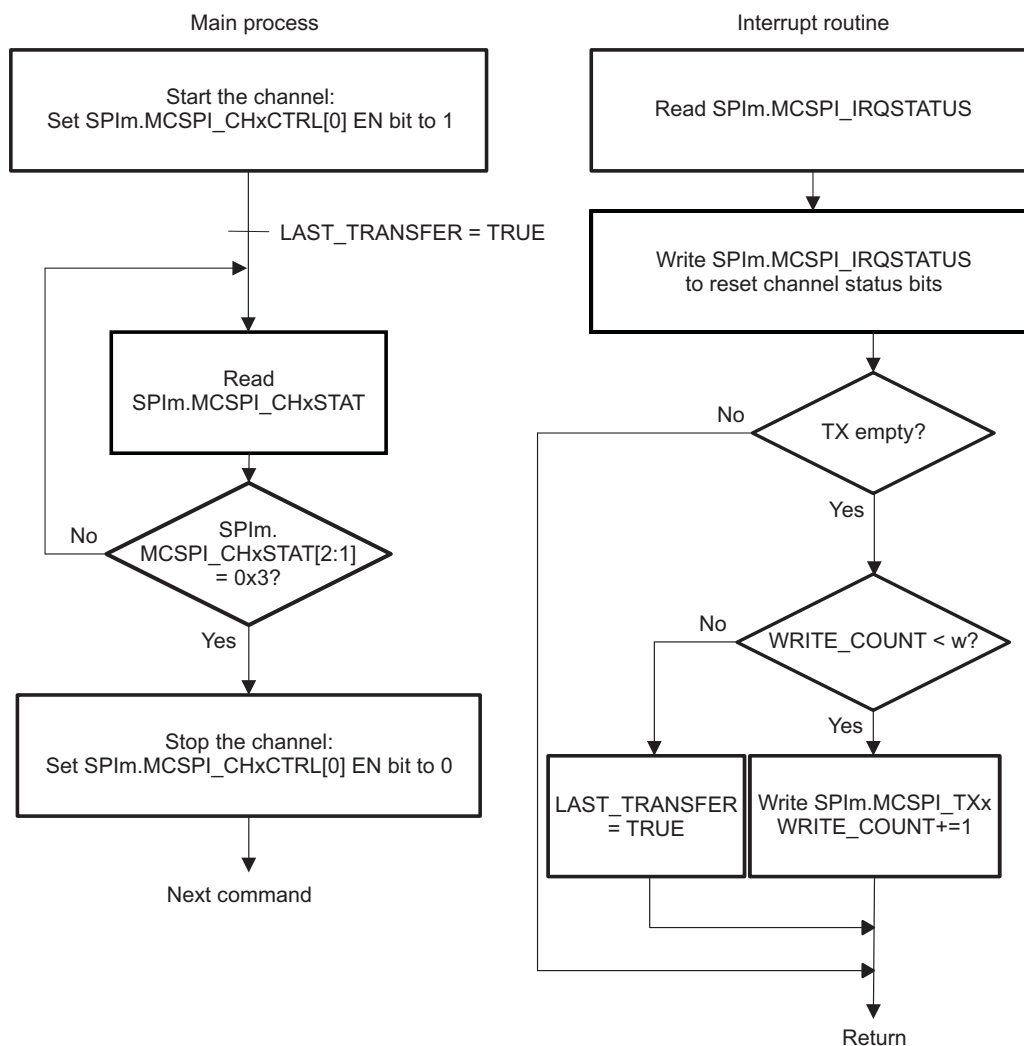 Main process
Start the channel:
Set SPIm.MCSPI_CHxCTRL[0] EN bit to 1
LAST_TRANSFER = TRUE
Read
SPIm.MCSPI_CHxSTAT
No
SPIm.
MCSPI_CHxSTAT[2:1]
= 0x3?
Yes
Stop the channel:
Set SPIm.MCSPI_CHxCTRL[0] EN bit to 0
Next command
Interrupt routine
Read SPIm.MCSPI_IRQSTATUS
Write SPIm.MCSPI_IRQSTATUS
to reset channel status bits
No
TX empty?
Yes
No
WRITE_COUNT < w?
Yes
LAST_TRANSFER
= TRUE
Write SPIm.MCSPI_TXx
WRITE_COUNT+=1
Return